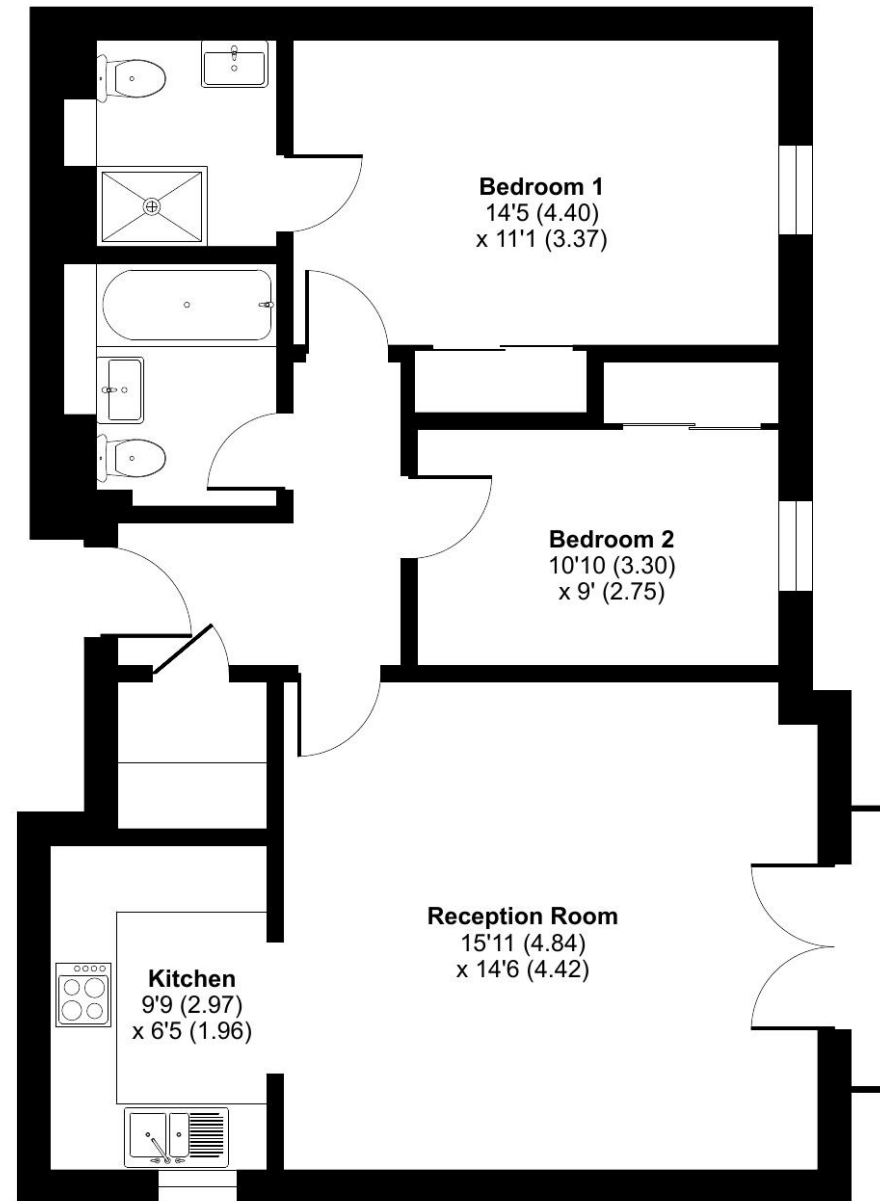 Bedroom 1
14'5 (4.40)
x 11'1 (3.37)
Bedroom 2
10'10 (3.30)
x 9' (2.75)
Reception Room
15'11 (4.84)
x 14'6 (4.42)
Kitchen
9'9 (2.97)
x 6'5 (1.96)